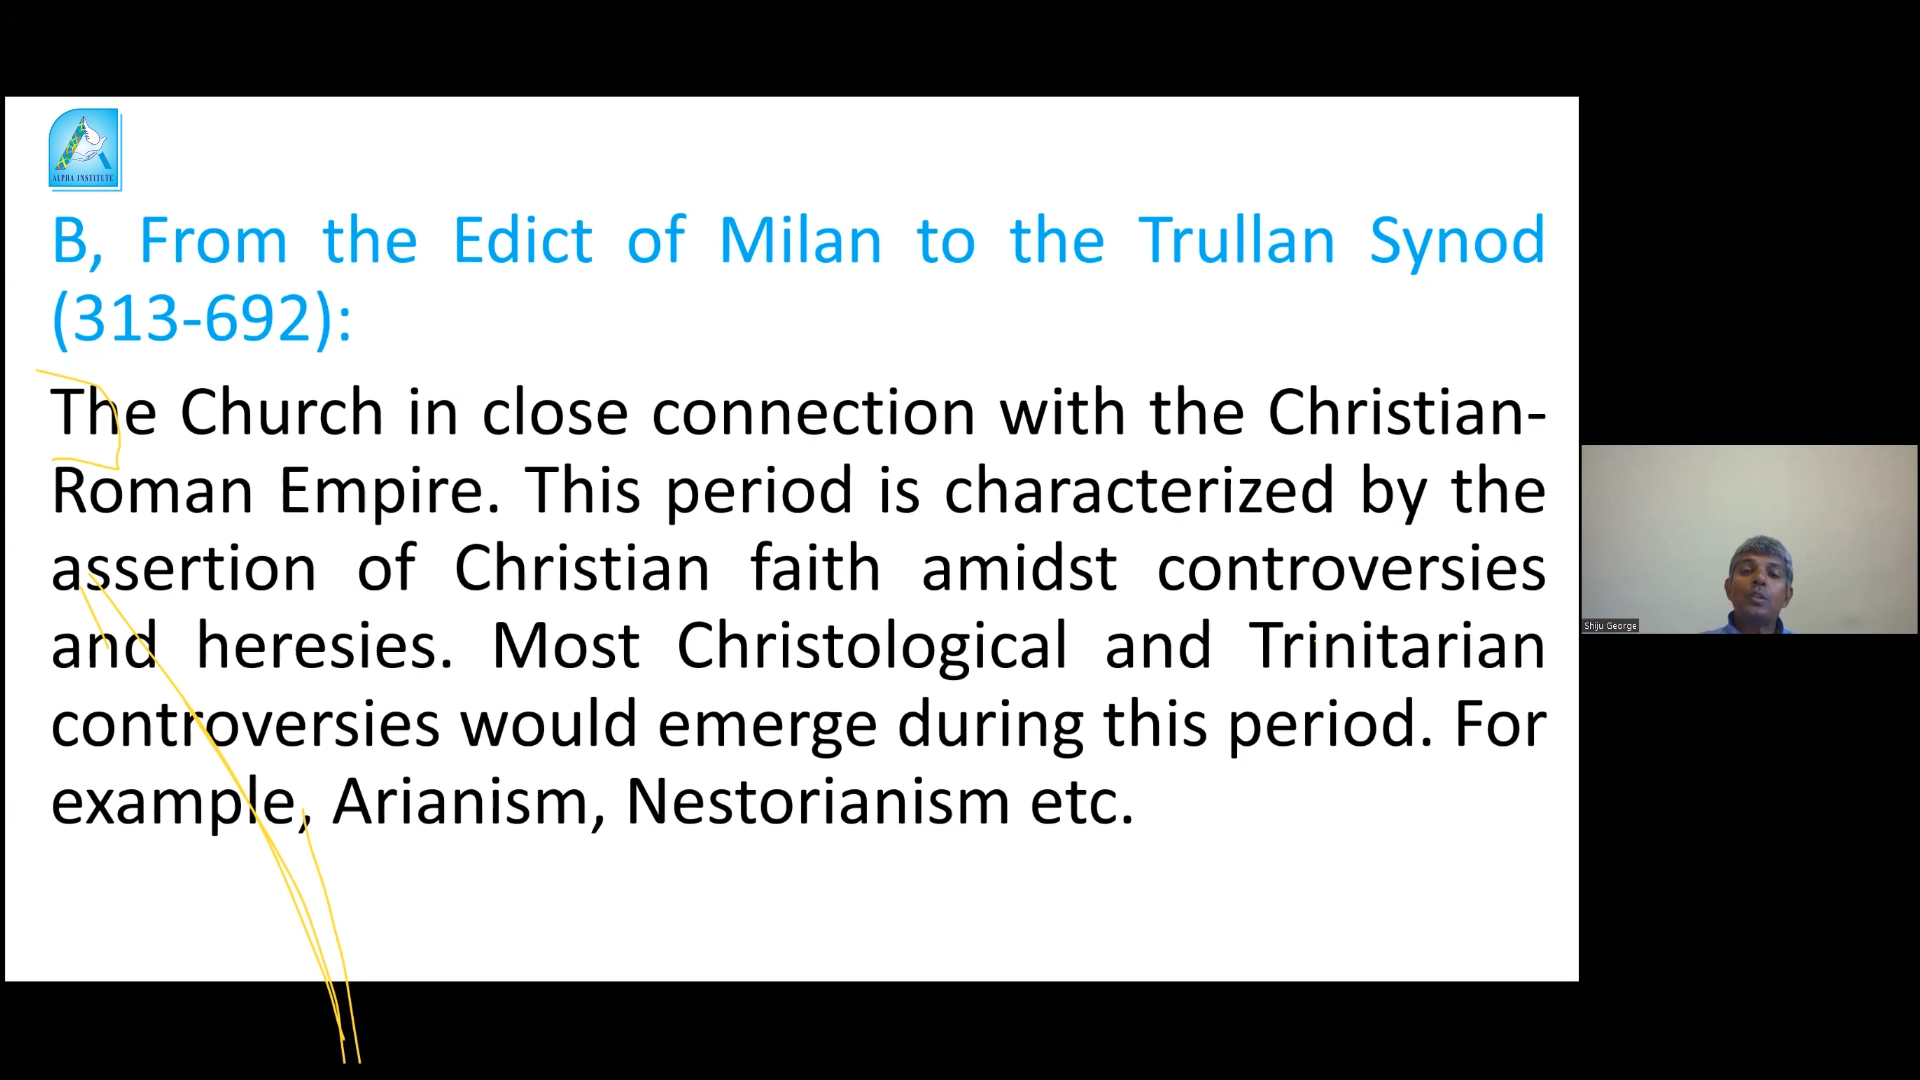 ALPHA INSTITUTE
B, From the Edict of Milan to the Trullan Synod
(313-692):
The Church in close connection with the Christian-
Roman Empire. This period is characterized by the
assertion of Christian faith amidst controversies
and heresies. Most Christological and Trinitarian
controversies would emerge during this period. For
example, Arianism, Nestorianism etc.
Shiju George